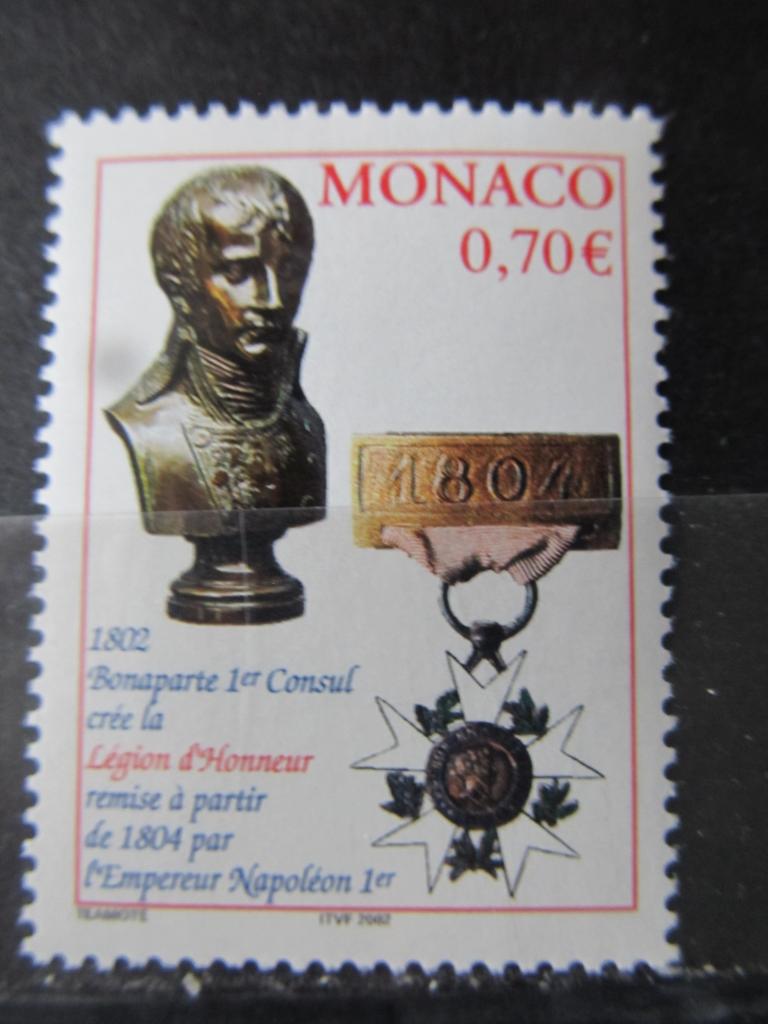 MONACO
0,70€
1804
1802
Bonaparte 1er Consul
crée la
Légion d'Honneur
remise à partir
de 1804 par
l'Empereur Napoléon 1er
ITVF 2002